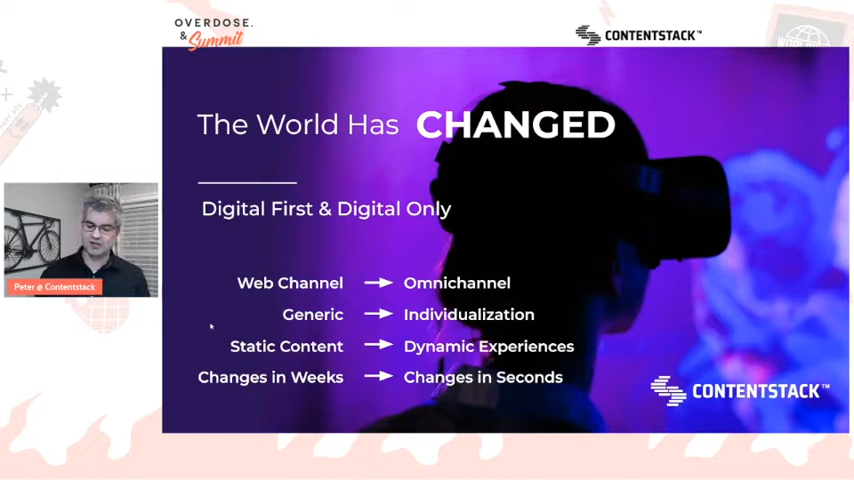 OVERDOSE.
& Summit
CONTENTSTACK™
The World Has CHANGED
Digital First & Digital Only
Web Channel → Omnichannel
Generic → Individualization
Static Content → Dynamic Experiences
Changes in Weeks → Changes in Seconds
Peter @ Contentstack
CONTENTSTACK™